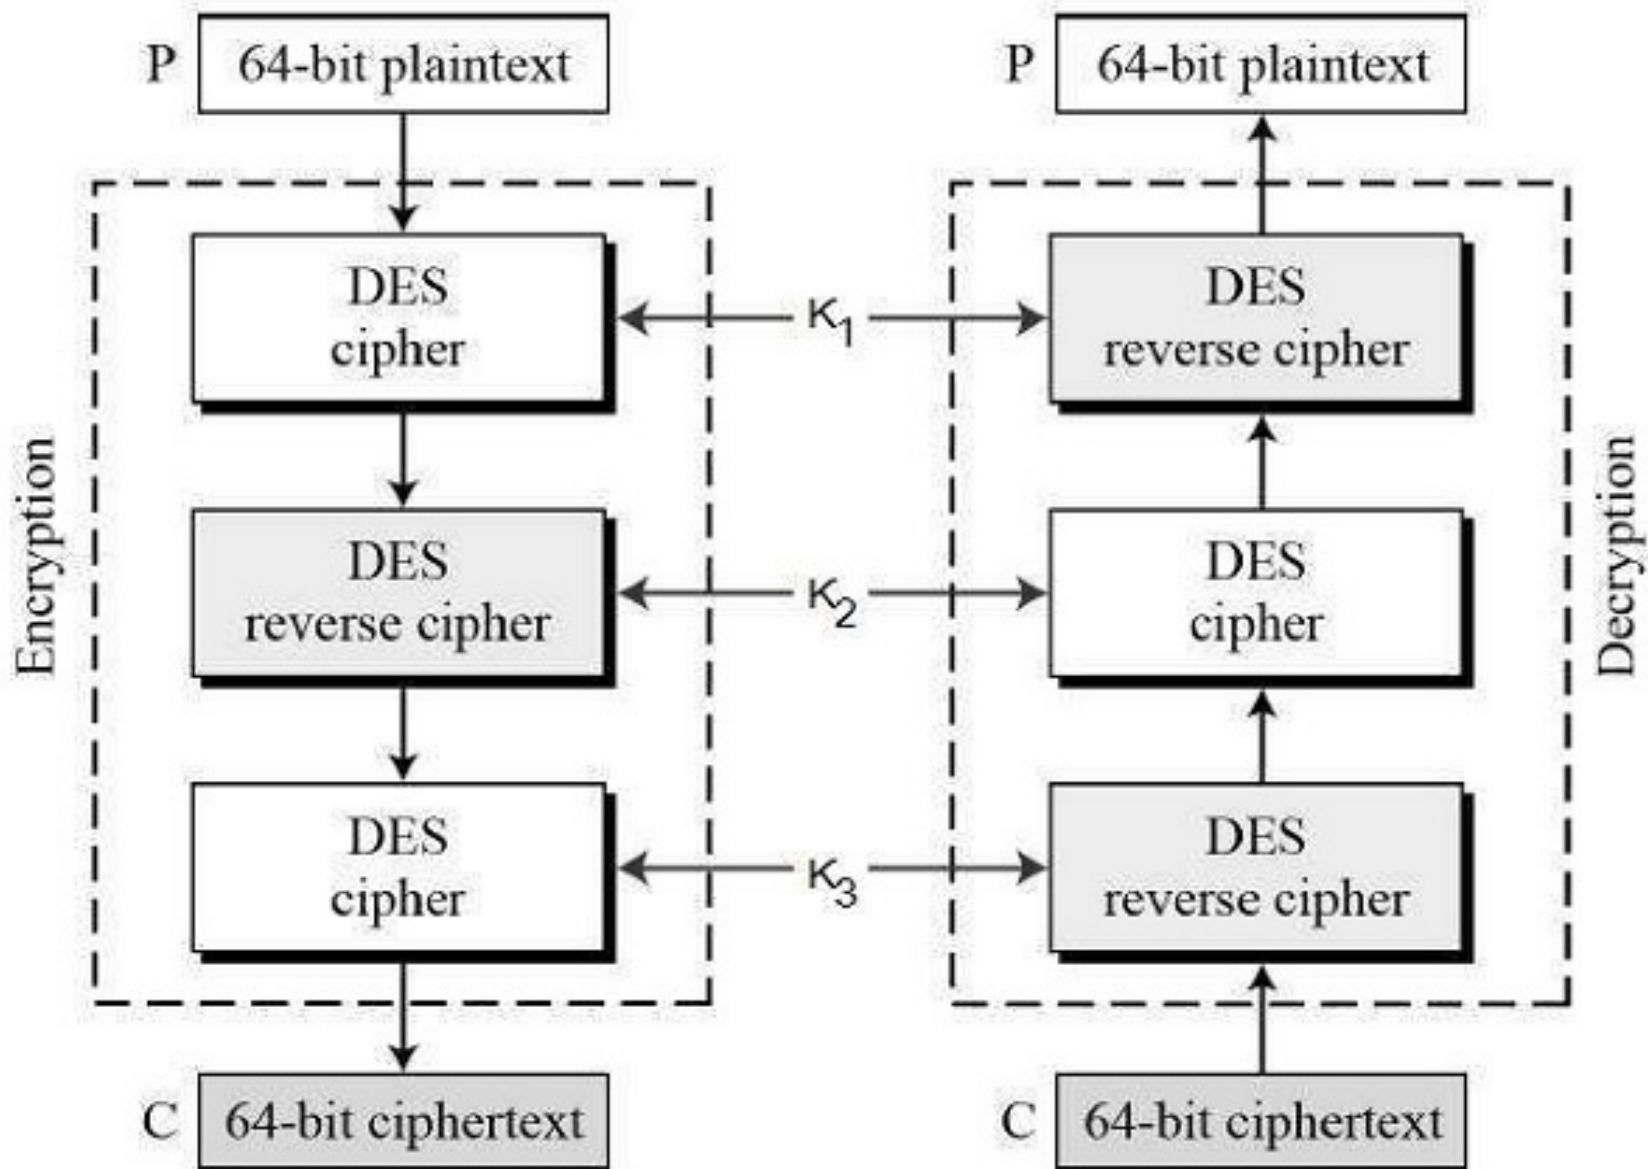 P
64-bit plaintext
P
64-bit plaintext
DES
cipher
K1
DES
reverse cipher
Encryption
DES
reverse cipher
K2
DES
cipher
Decryption
DES
cipher
K3
DES
reverse cipher
C
64-bit ciphertext
C
64-bit ciphertext